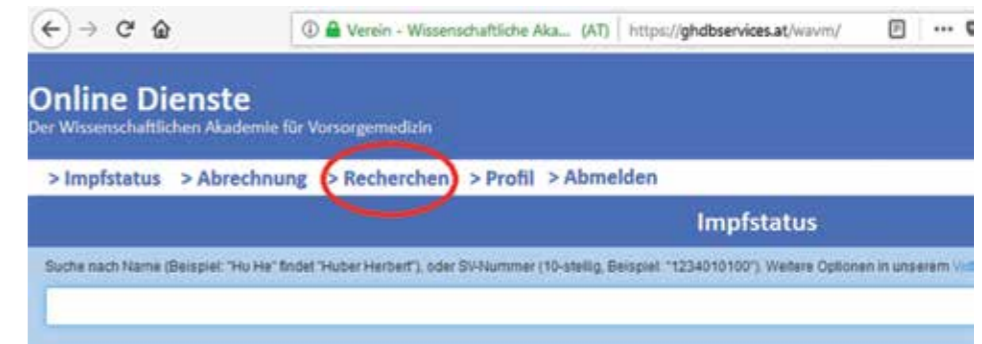 Verein - Wissenschaftliche Aka... (AT) https://ghdbservices.at/wavm/
Online Dienste
Der Wissenschaftlichen Akademie für Vorsorgemedizin
> Impfstatus > Abrechnung > Recherchen > Profil > Abmelden
Impfstatus
Suche nach Name (Beispiel: "Hu He" findet "Huber Herbert"), oder SV-Nummer (10-stellig, Beispiel: "1234010100"). Weitere Optionen in unserem